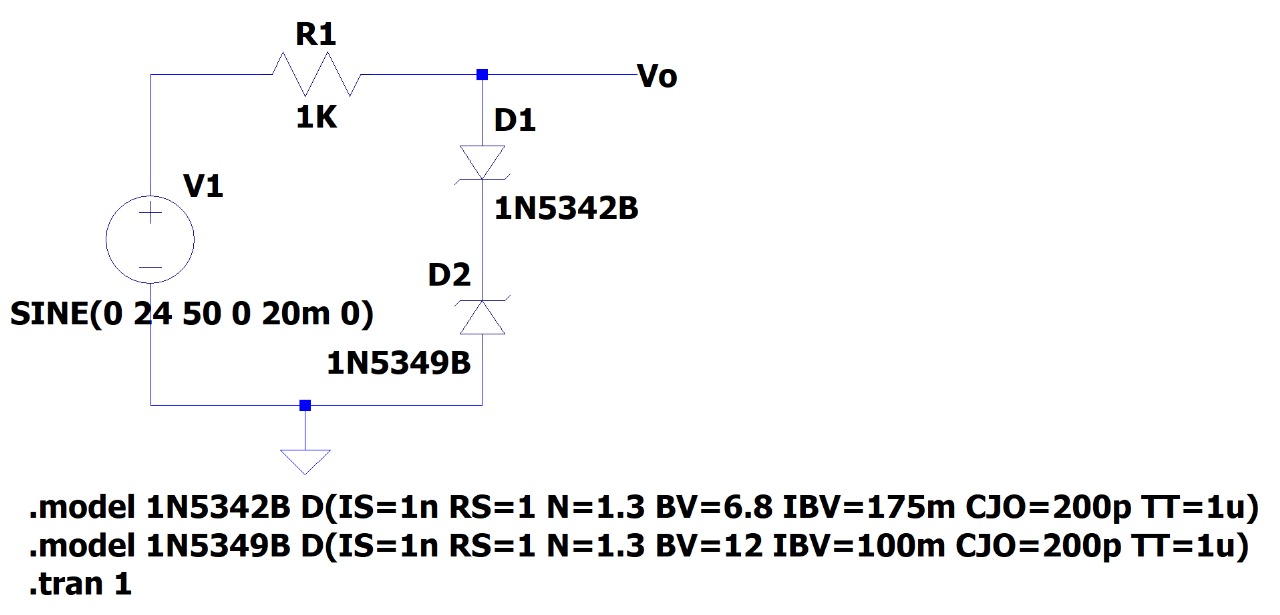 R1
1K
Vo
D1
1N5342B
V1
D2
SINE(0 24 50 0 20m 0)
1N5349B
.model 1N5342B D(IS=1n RS=1 N=1.3 BV=6.8 IBV=175m CJO=200p TT=1u)
.model 1N5349B D(IS=1n RS=1 N=1.3 BV=12 IBV=100m CJO=200p TT=1u)
.tran 1